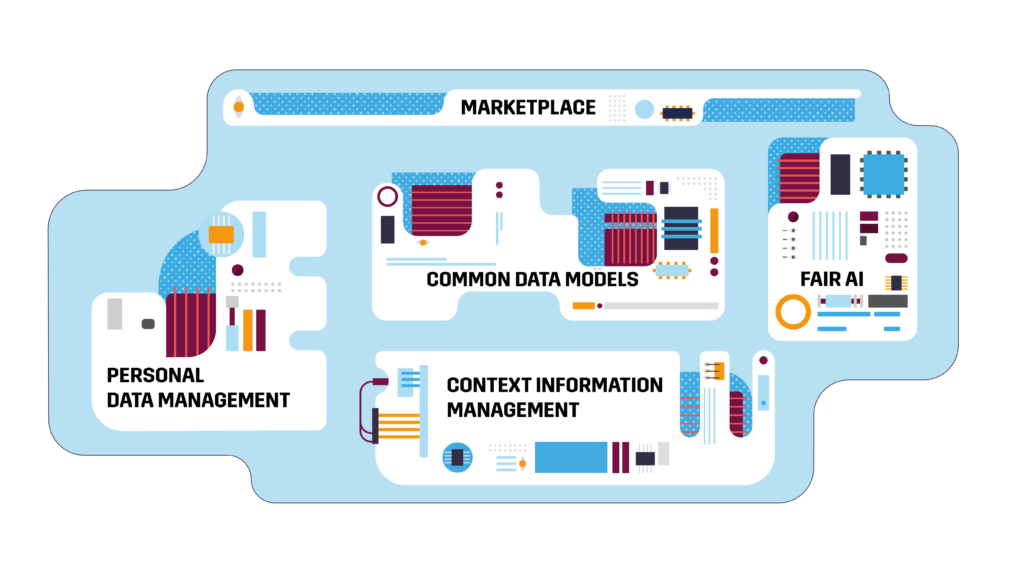 MARKETPLACE
COMMON DATA MODELS
FAIR AI
PERSONAL
DATA MANAGEMENT
CONTEXT INFORMATION
MANAGEMENT